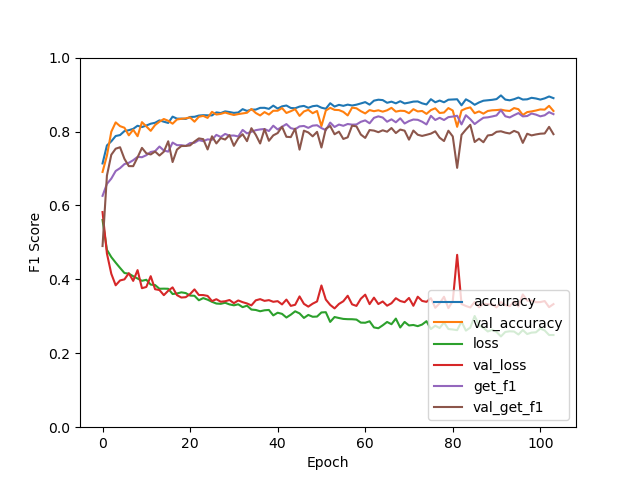 1.0
0.8
0.6
0.4
0.2
0.0
F1 Score
0 20 40 60 80 100
Epoch
accuracy
val_accuracy
loss
val_loss
get_f1
val_get_f1